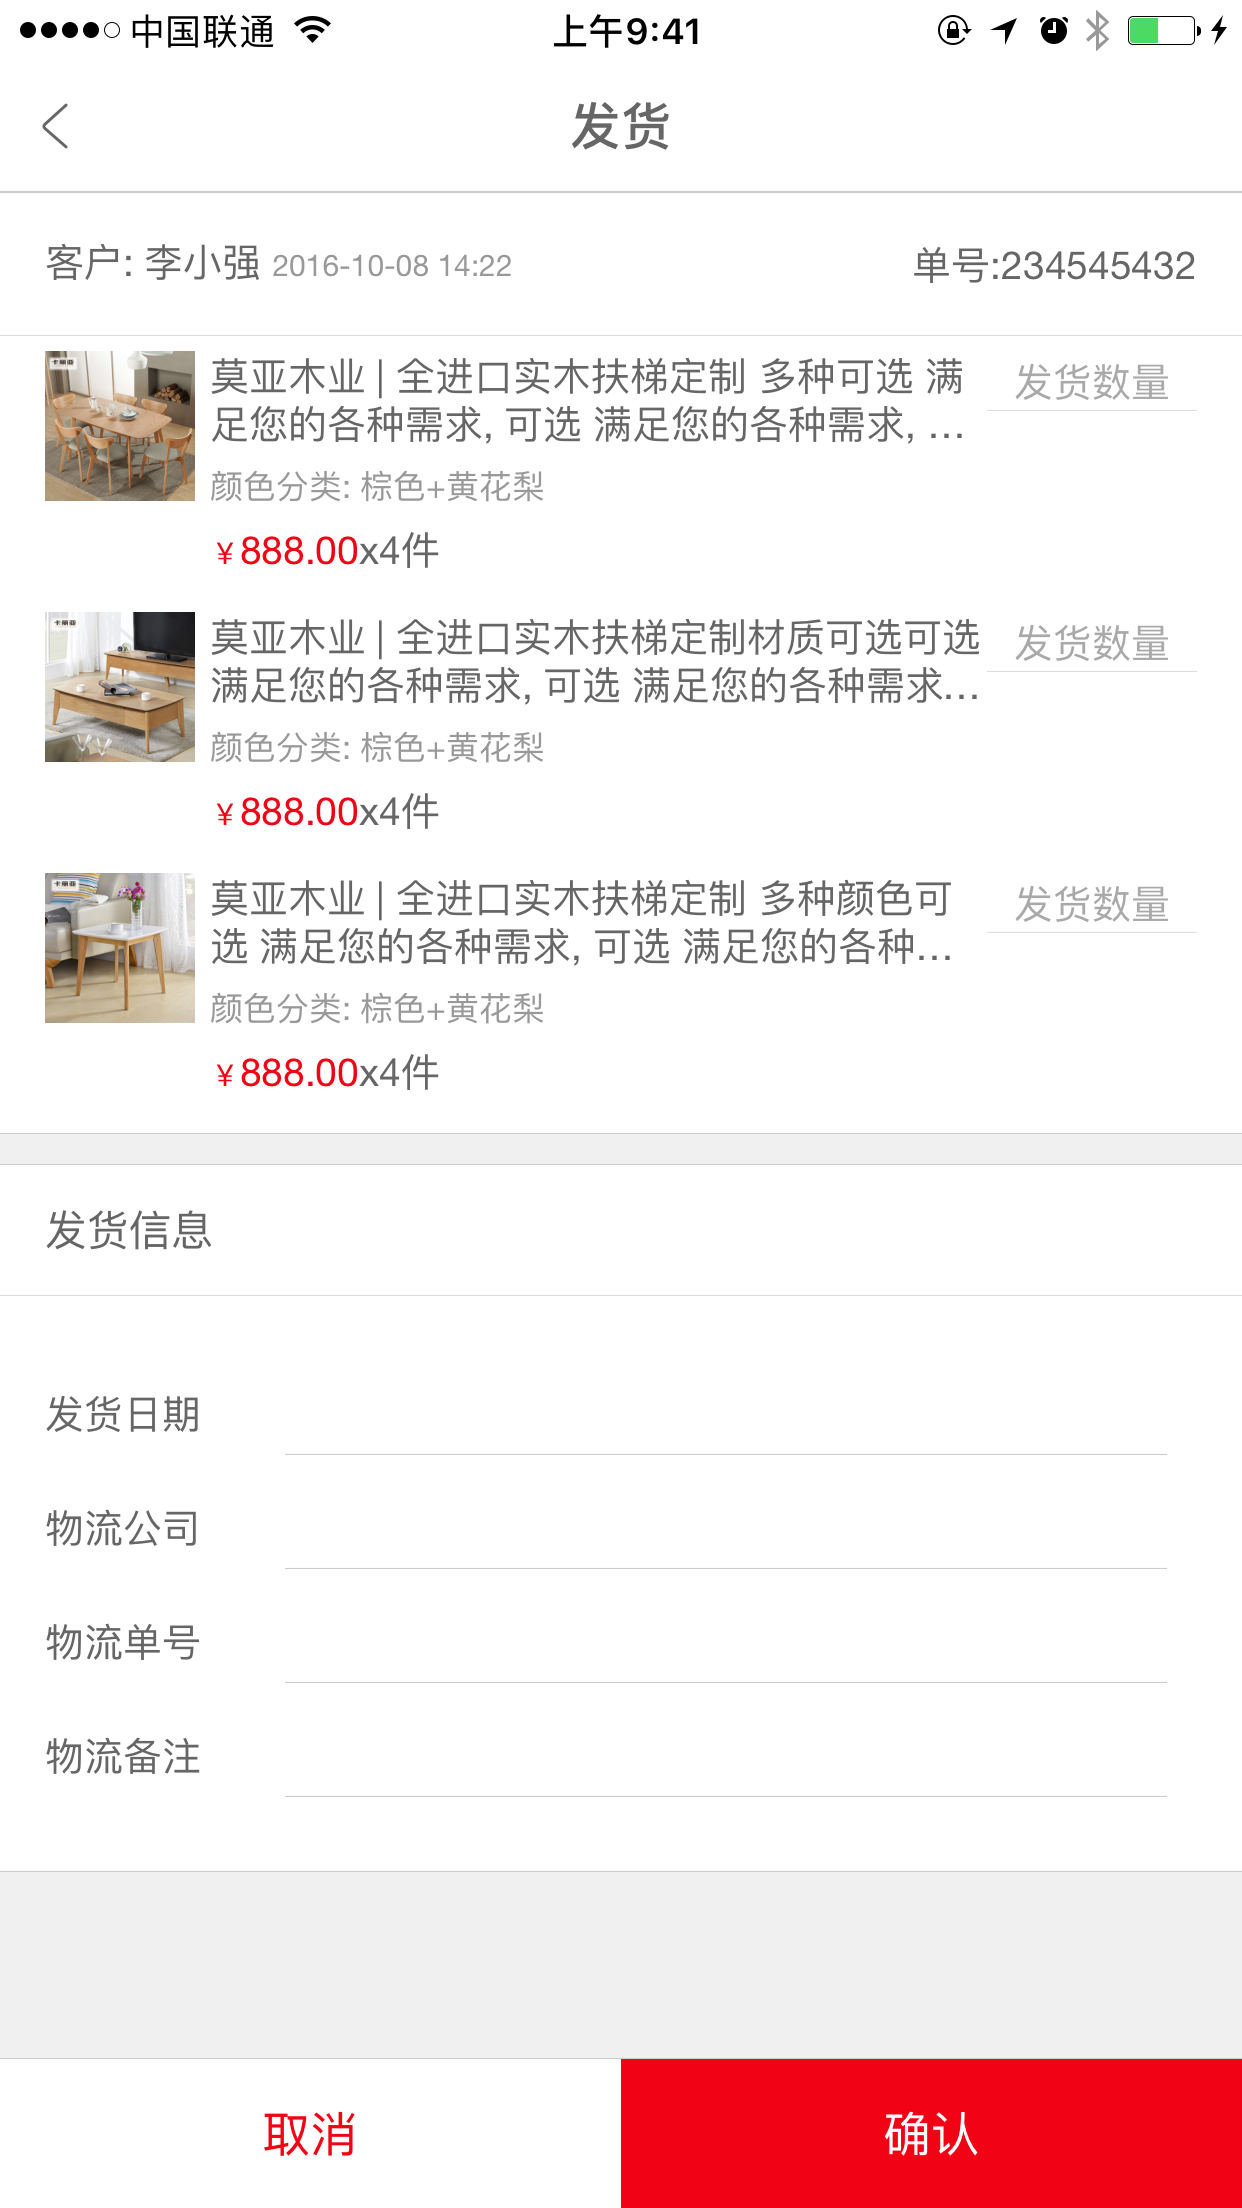 中国联通
上午9:41
发货
客户: 李小强 2016-10-08 14:22
单号:234545432
莫亚木业 | 全进口实木扶梯定制 多种可选 满
足您的各种需求, 可选 满足您的各种需求, ...
发货数量
颜色分类: 棕色+黄花梨
¥888.00x4件
莫亚木业 | 全进口实木扶梯定制材质可选可选
满足您的各种需求, 可选 满足您的各种需求...
发货数量
颜色分类: 棕色+黄花梨
¥888.00x4件
莫亚木业 | 全进口实木扶梯定制 多种颜色可
选 满足您的各种需求, 可选 满足您的各种...
发货数量
颜色分类: 棕色+黄花梨
¥888.00x4件
发货信息
发货日期
物流公司
物流单号
物流备注
取消
确认